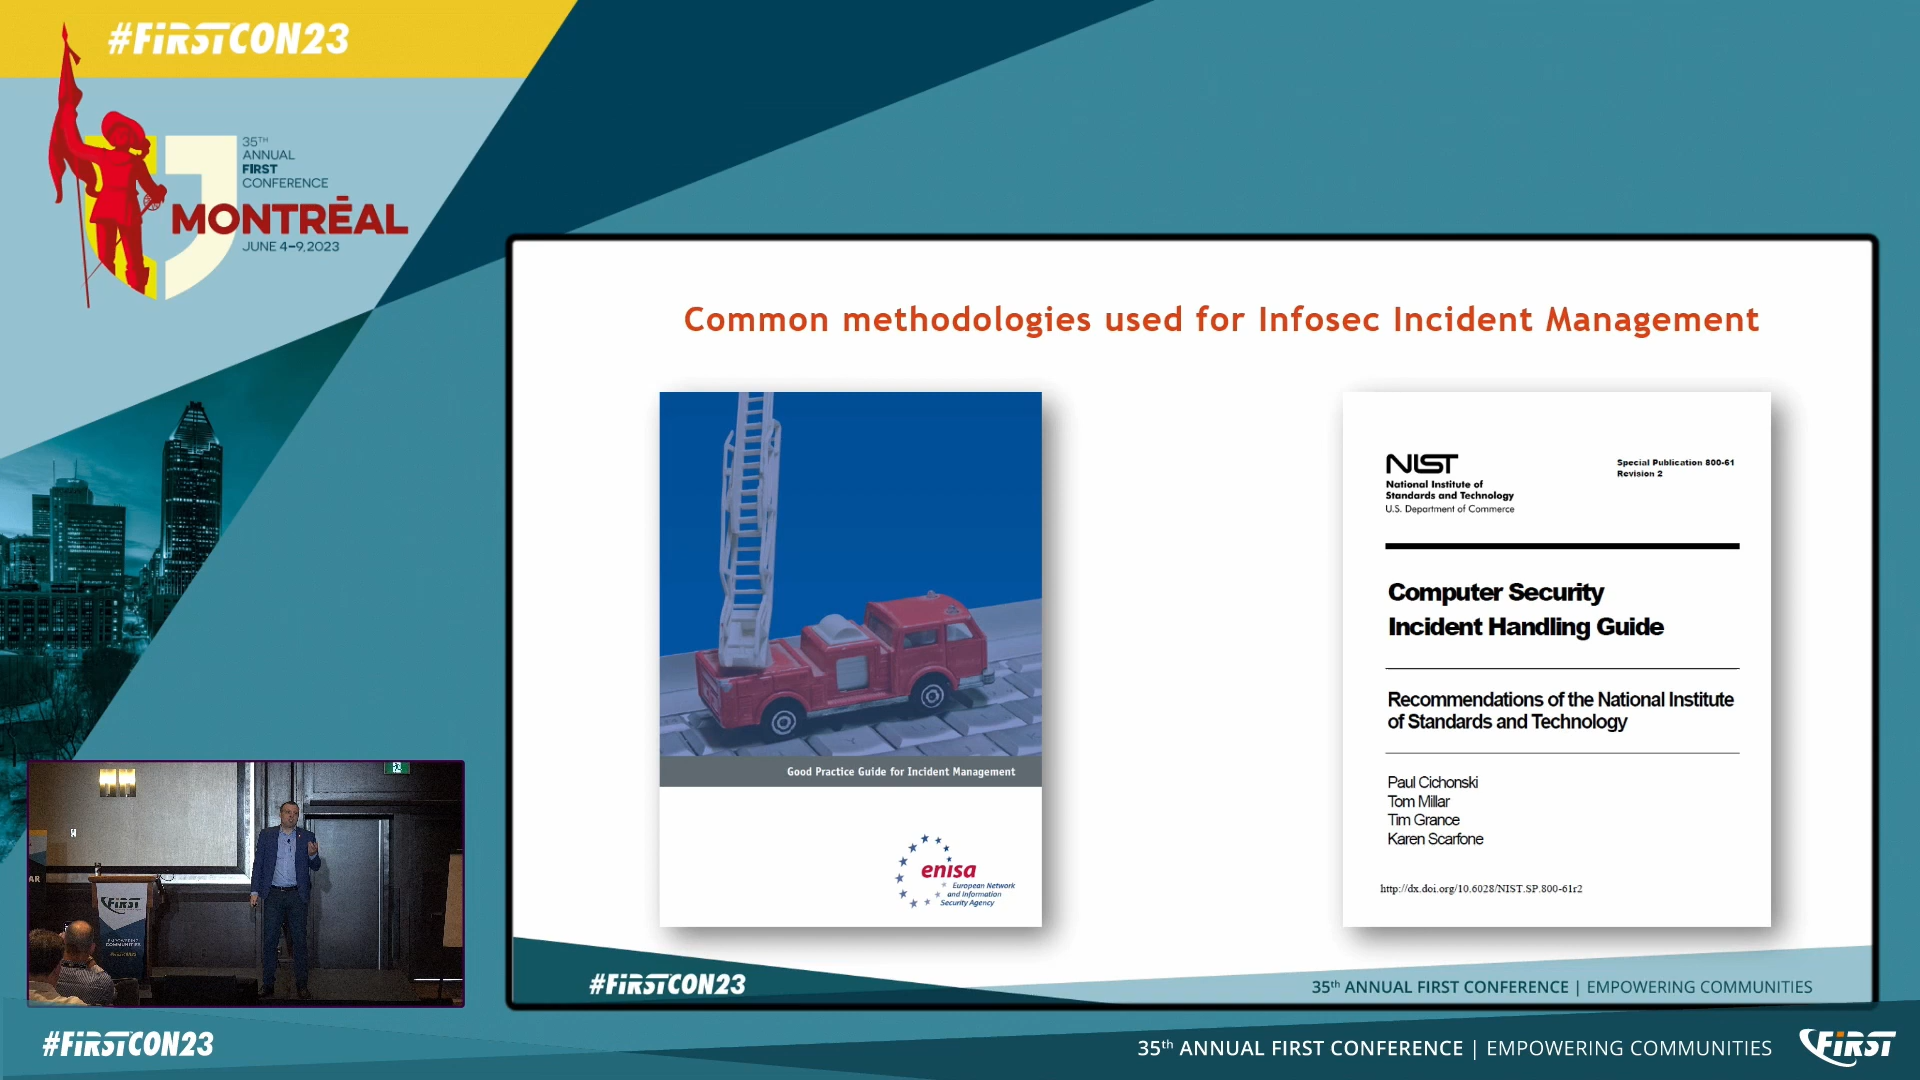 #FiRSTCON23
35TH
ANNUAL
FIRST
CONFERENCE
MONTRÉAL
JUNE 4–9, 2023
Common methodologies used for Infosec Incident Management
Good Practice Guide for Incident Management
enisa
European Network
and Information
Security Agency
NIST
National Institute of
Standards and Technology
U.S. Department of Commerce
Special Publication 800-61
Revision 2
Computer Security
Incident Handling Guide
Recommendations of the National Institute
of Standards and Technology
Paul Cichonski
Tom Millar
Tim Grance
Karen Scarfone
http://dx.doi.org/10.6028/NIST.SP.800-61r2
#FiRSTCON23
35th ANNUAL FIRST CONFERENCE | EMPOWERING COMMUNITIES
AR
FiRST
EMPOWERING
COMMUNITIES
#FiRSTCON23
35th ANNUAL FIRST CONFERENCE | EMPOWERING COMMUNITIES
FiRST